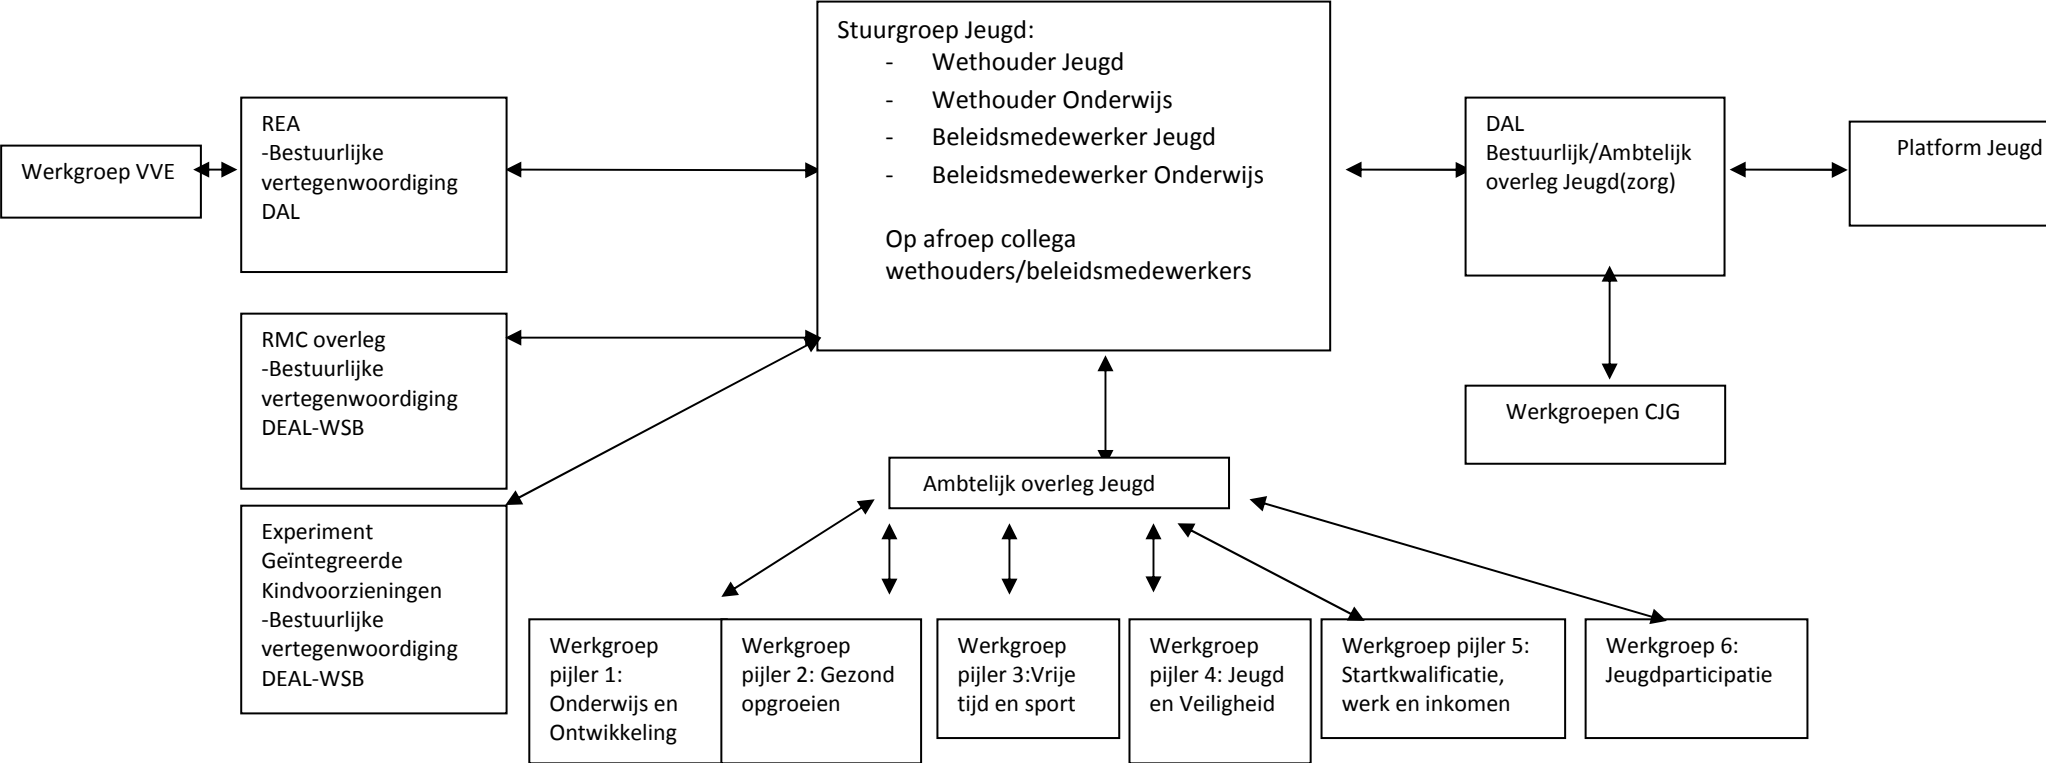 Stuurgroep Jeugd:
- Wethouder Jeugd
- Wethouder Onderwijs
- Beleidsmedewerker Jeugd
- Beleidsmedewerker Onderwijs
Op afroep collega
wethouders/beleidsmedewerkers
Werkgroep VVE
REA
-Bestuurlijke
vertegenwoordiging
DAL
DAL
Bestuurlijk/Ambtelijk
overleg Jeugd(zorg)
Platform Jeugd
RMC overleg
-Bestuurlijke
vertegenwoordiging
DEAL-WSB
Werkgroepen CJG
Ambtelijk overleg Jeugd
Experiment
Geïntegreerde
Kindvoorzieningen
-Bestuurlijke
vertegenwoordiging
DEAL-WSB
Werkgroep
pijler 1:
Onderwijs en
Ontwikkeling
Werkgroep
pijler 2: Gezond
opgroeien
Werkgroep
pijler 3:Vrije
tijd en sport
Werkgroep
pijler 4: Jeugd
en Veiligheid
Werkgroep pijler 5:
Startkwalificatie,
werk en inkomen
Werkgroep 6:
Jeugdparticipatie